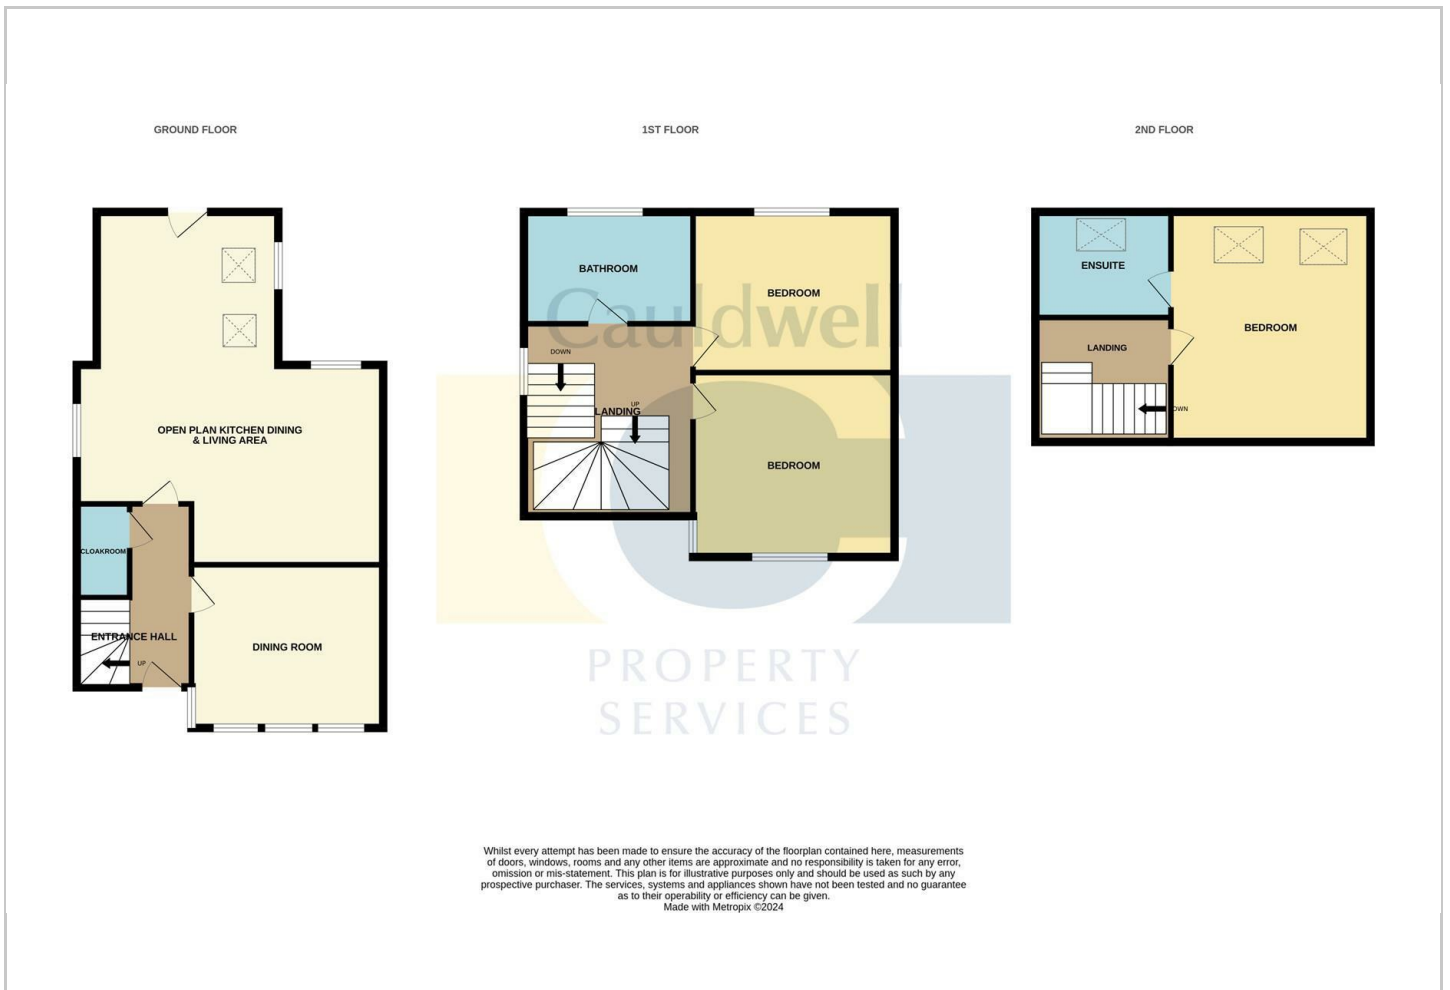 GROUND FLOOR
1ST FLOOR
2ND FLOOR
OPEN PLAN KITCHEN DINING
& LIVING AREA
CLOAKROOM
ENTRANCE HALL
UP
DINING ROOM
BATHROOM
BEDROOM
Cauldwell
DOWN
UP
LANDING
BEDROOM
PROPERTY
SERVICES
ENSUITE
BEDROOM
LANDING
DOWN
Whilst every attempt has been made to ensure the accuracy of the floorplan contained here, measurements
of doors, windows, rooms and any other items are approximate and no responsibility is taken for any error,
omission or mis-statement. This plan is for illustrative purposes only and should be used as such by any
prospective purchaser. The services, systems and appliances shown have not been tested and no guarantee
as to their operability or efficiency can be given.
Made with Metropix ©2024